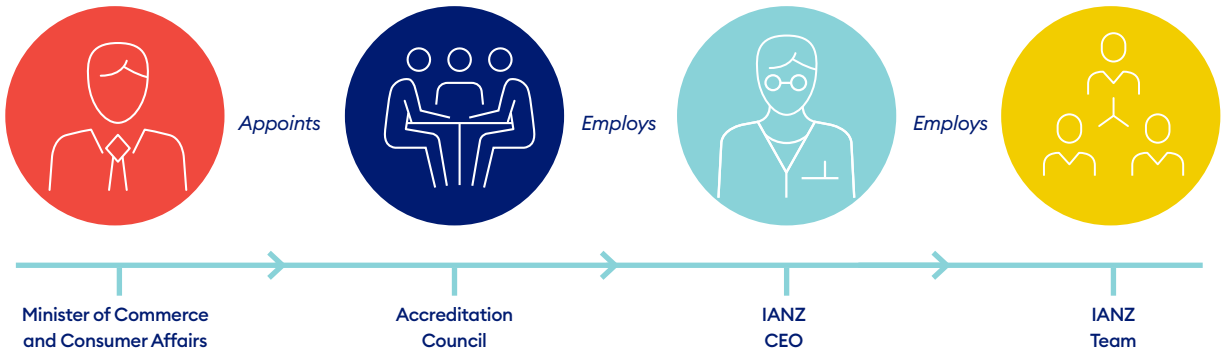 Appoints
Employs
Employs
Minister of Commerce
and Consumer Affairs
Accreditation
Council
IANZ
CEO
IANZ
Team